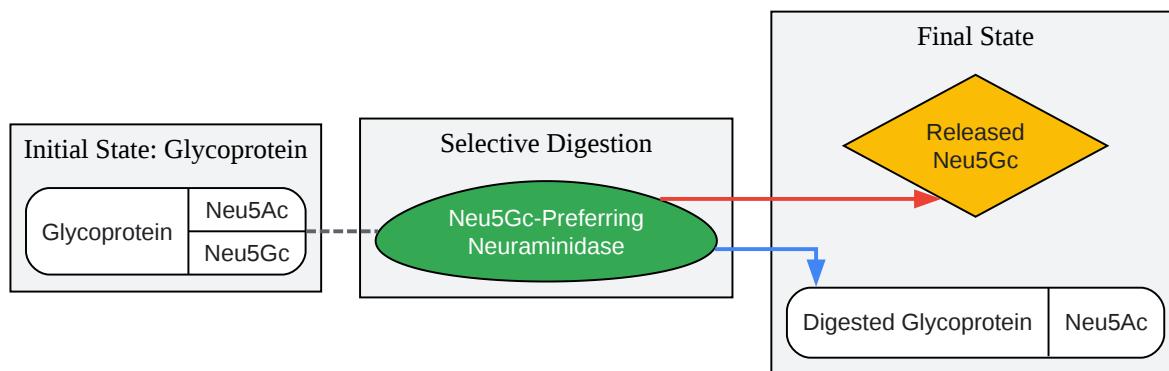 Initial State: Glycoprotein
Glycoprotein
Neu5Ac
Neu5Gc
Selective Digestion
Neu5Gc-Preferring
Neuraminidase
Final State
Released
Neu5Gc
Digested Glycoprotein
Neu5Ac